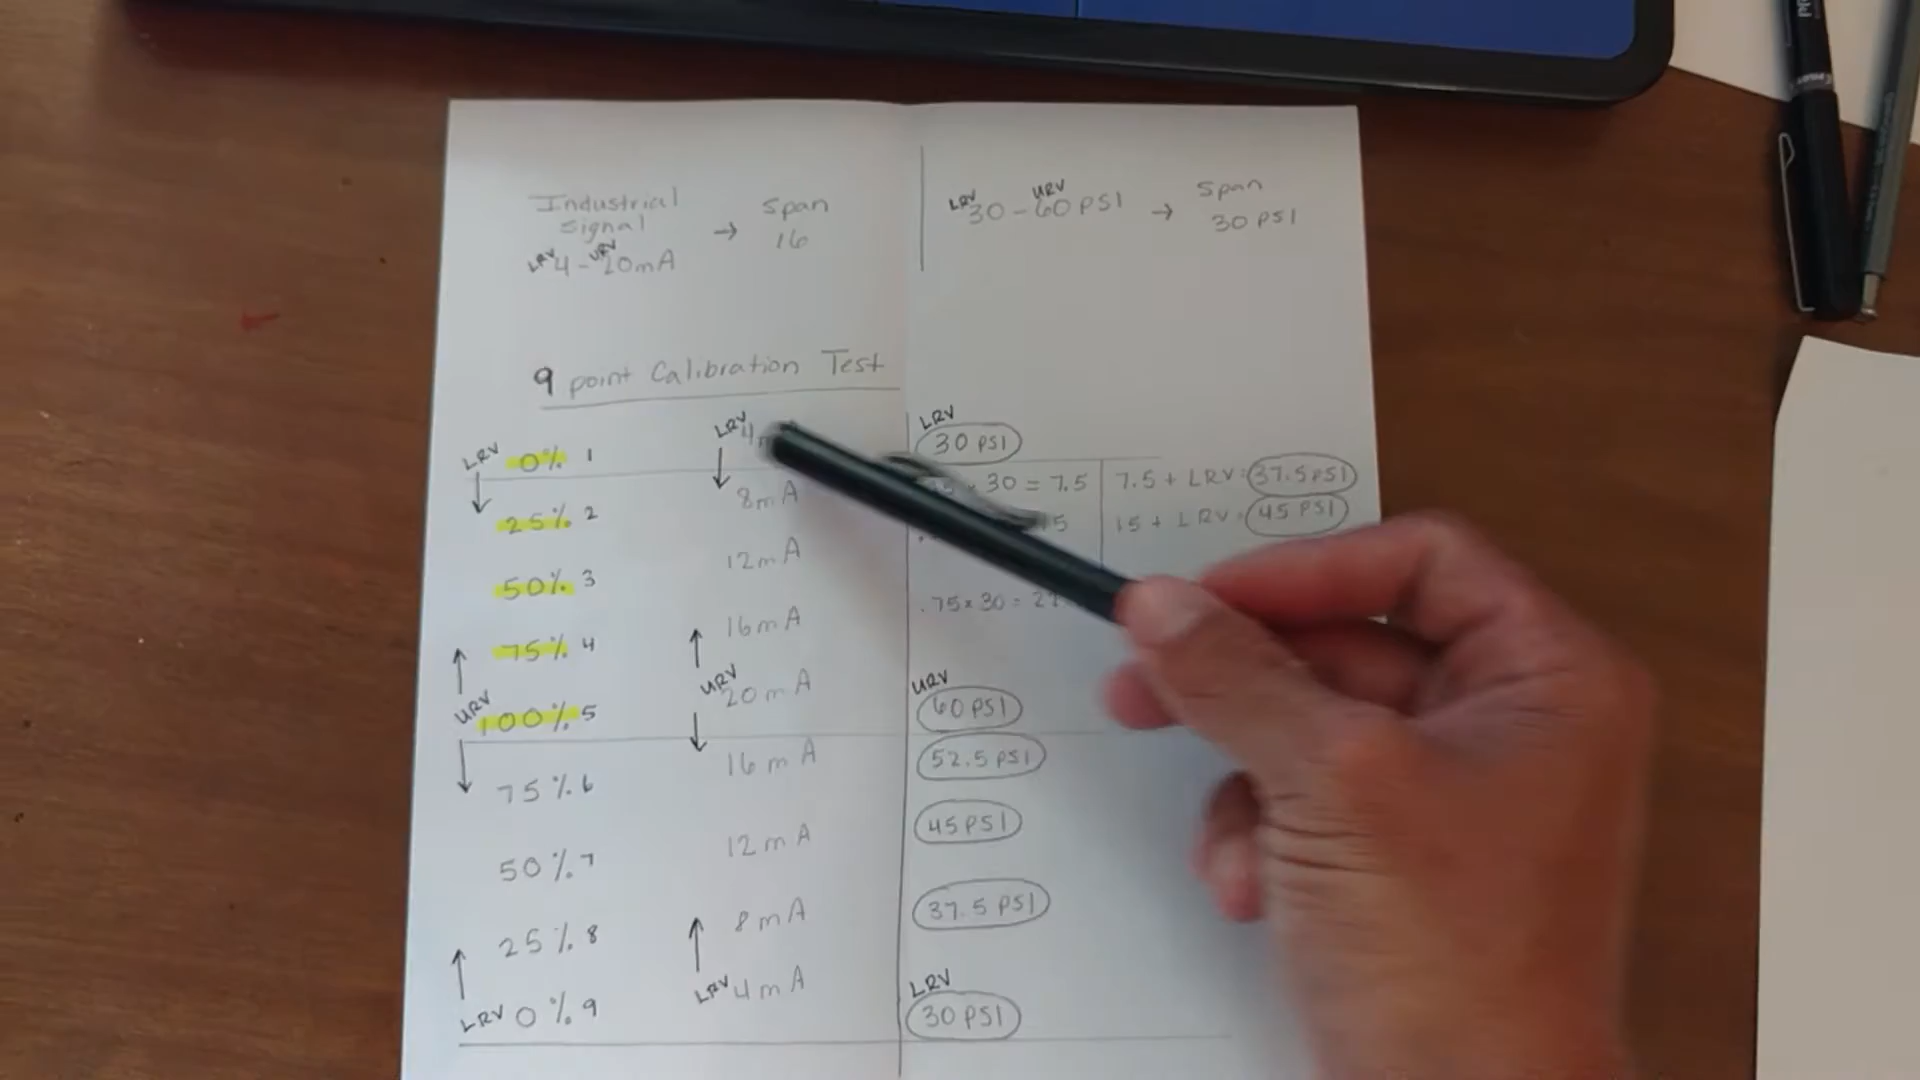 Industrial
Signal
LRV 4 - URV 20mA
→ Span
16
LRV 30 - URV 60 PSI → Span
30 PSI
9 point Calibration Test
LRV 0% 1
LRV 4m
LRV
30 PSI
25% 2
8mA
× 30 = 7.5
7.5 + LRV = 37.5 PSI
50% 3
12mA
15
15 + LRV = 45 PSI
75% 4
16mA
.75 × 30 =
URV 100% 5
URV 20mA
URV
60 PSI
75% 6
16mA
52.5 PSI
50% 7
12mA
45 PSI
25% 8
8mA
37.5 PSI
LRV 0% 9
LRV 4mA
LRV
30 PSI